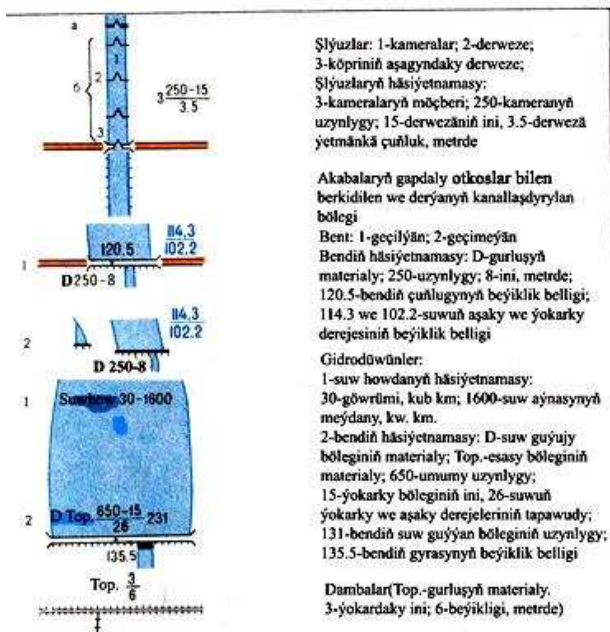 а
б
1
2
3
3 250-15
3.5
Şlýuzlar: 1-kameralar; 2-derweze;
3-köpriniň aşagyndaky derweze;
Şlýuzlaryň häsiýetnamasy:
3-kameralaryň möçberi; 250-kameranyň
uzynlygy; 15-derwezäniň ini, 3.5-derwezä
ýetmänkä çuňluk, metrde
Akabalaryň gapdaly otkoslar bilen
berkidilen we derýanyň kanallaşdyrylan
bölegi
1
120.5
114.3
102.2
D250-8
2
114.3
102.2
D 250-8
Bent: 1-geçilýän; 2-geçimeýän
Bendiň häsiýetnamasy: D-gurluşyň
materialy; 250-uzynlygy; 8-ini, metrde;
120.5-bendiň çuňlugynyň beýiklik belligi;
114.3 we 102.2-suwuň aşaky we ýokarky
derejesiniň beýiklik belligi
1
Suwhow 30-1600
2
D Top. 650-15 231
26
135.5
Gidrodüwünler:
1-suw howdanyň häsiýetnamasy:
30-göwrümi, kub km; 1600-suw aýnasynyň
meýdany, kw. km.
2-bendiň häsiýetnamasy: D-suw guýujy
böleginiň materialy; Top.-esasy böleginiň
materialy; 650-umumy uzynlygy;
15-ýokarky böleginiň ini, 26-suwuň
ýokarky we aşaky derejeleriniň tapawudy;
131-bendiň suw guýýan böleginiň uzynlygy;
135.5-bendiň gyrasynyň beýiklik belligi
Top. 3
6
Dambalar(Top.-gurluşyň materialy.
3-ýokardaky ini; 6-beýikligi, metrde)